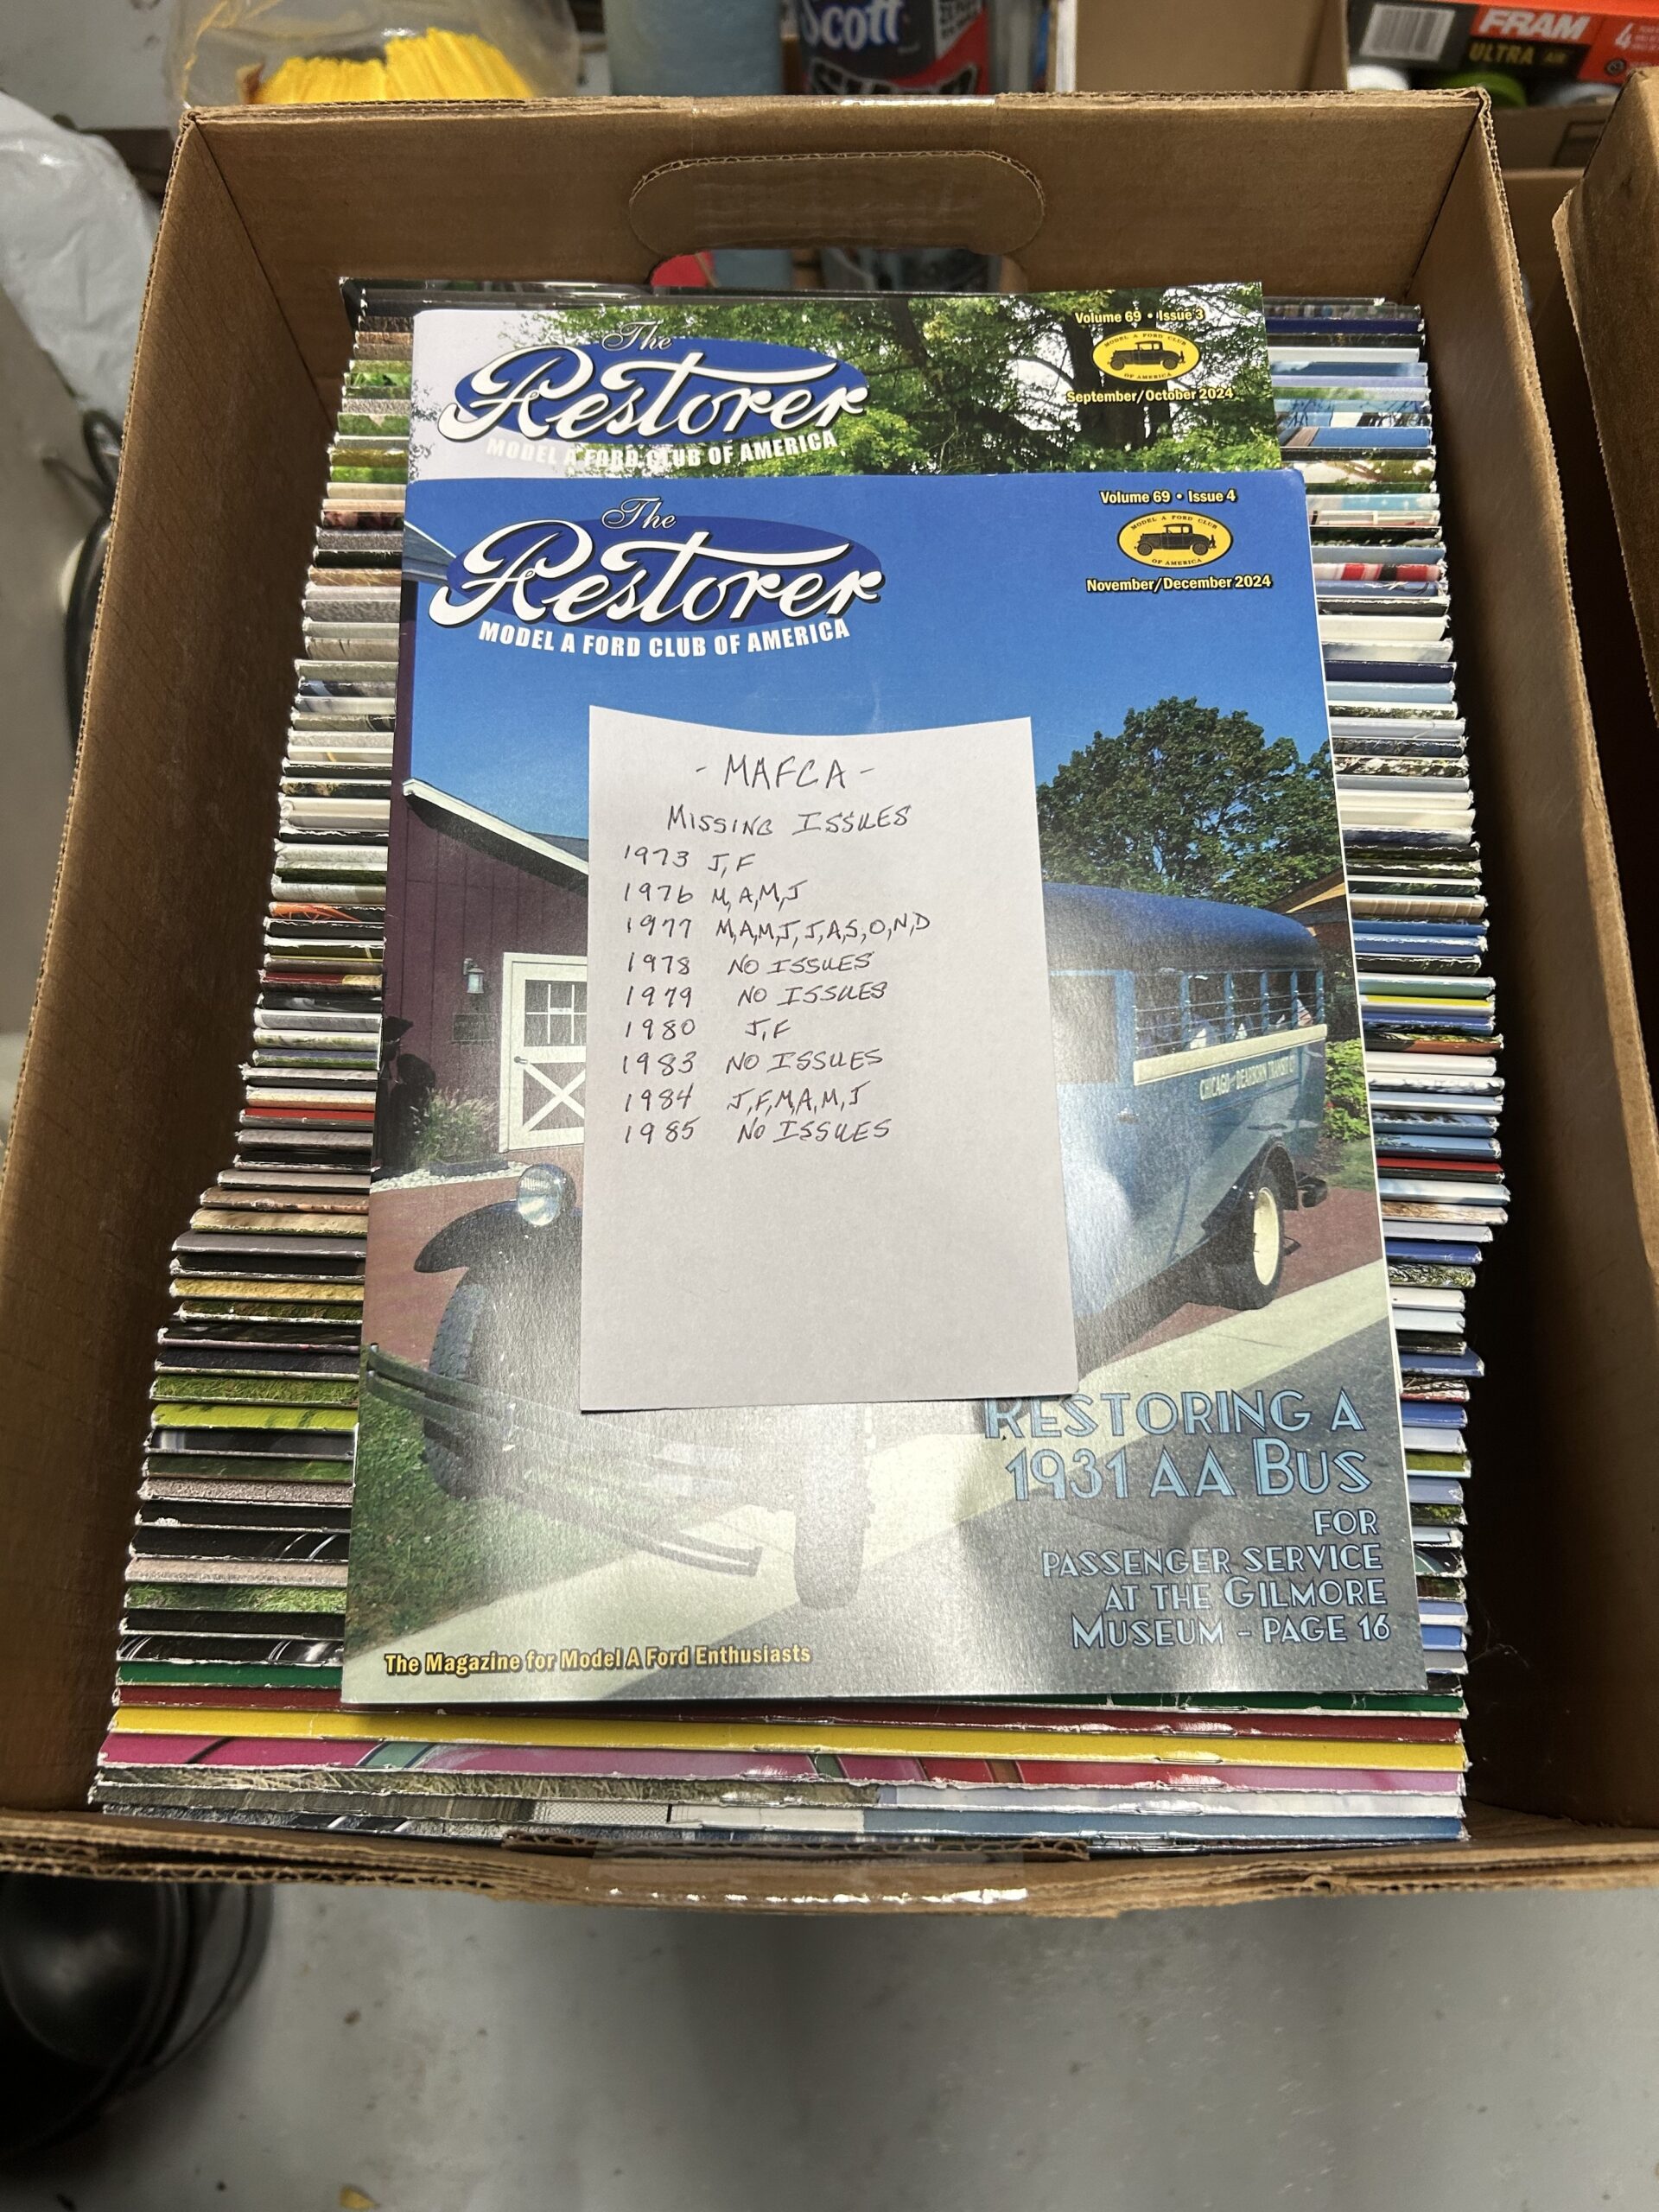 Scott
FRAM
ULTRA AIR
The
Restorer
MODEL A FORD CLUB OF AMERICA
Volume 69 • Issue 3
MODEL A FORD CLUB
OF AMERICA
September/October 2024
The
Restorer
MODEL A FORD CLUB OF AMERICA
Volume 69 • Issue 4
MODEL A FORD CLUB
OF AMERICA
November/December 2024
- MAFCA -
MISSING ISSUES
1973 J,F
1976 M,A,M,J
1977 M,A,M,J,J,A,S,O,N,D
1978 NO ISSUES
1979 NO ISSUES
1980 J,F
1983 NO ISSUES
1984 J,F,M,A,M,J
1985 NO ISSUES
CHICAGO DEARBORN TRANSIT
RESTORING A
1931 AA BUS
FOR
PASSENGER SERVICE
AT THE GILMORE
MUSEUM - PAGE 16
The Magazine for Model A Ford Enthusiasts